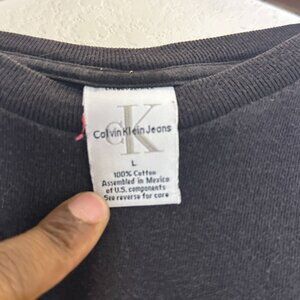 cK
Calvin Klein Jeans
L
100% Cotton
Assembled in Mexico
of U.S. components
See reverse for care